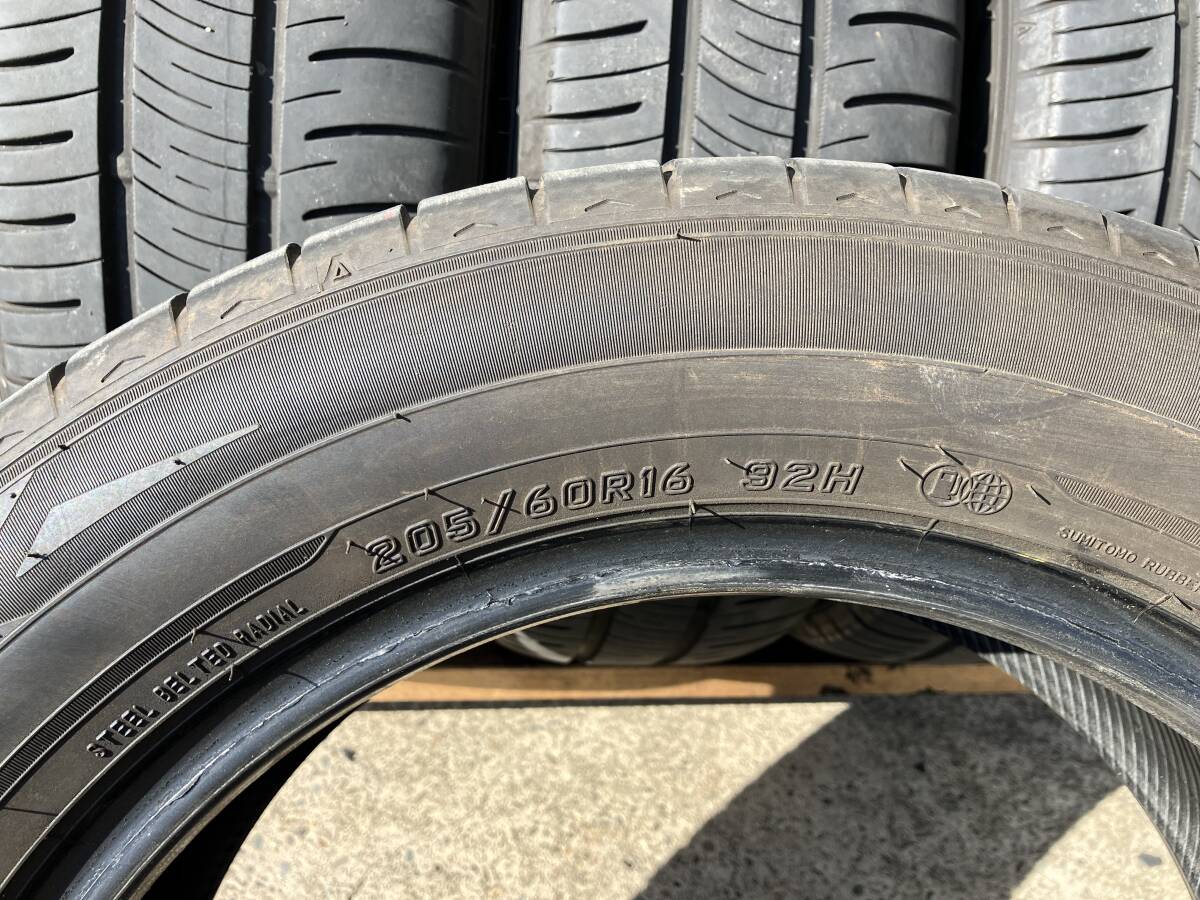 205/60R16 92H
STEEL BELTED RADIAL
SUMITOMO RUBBE